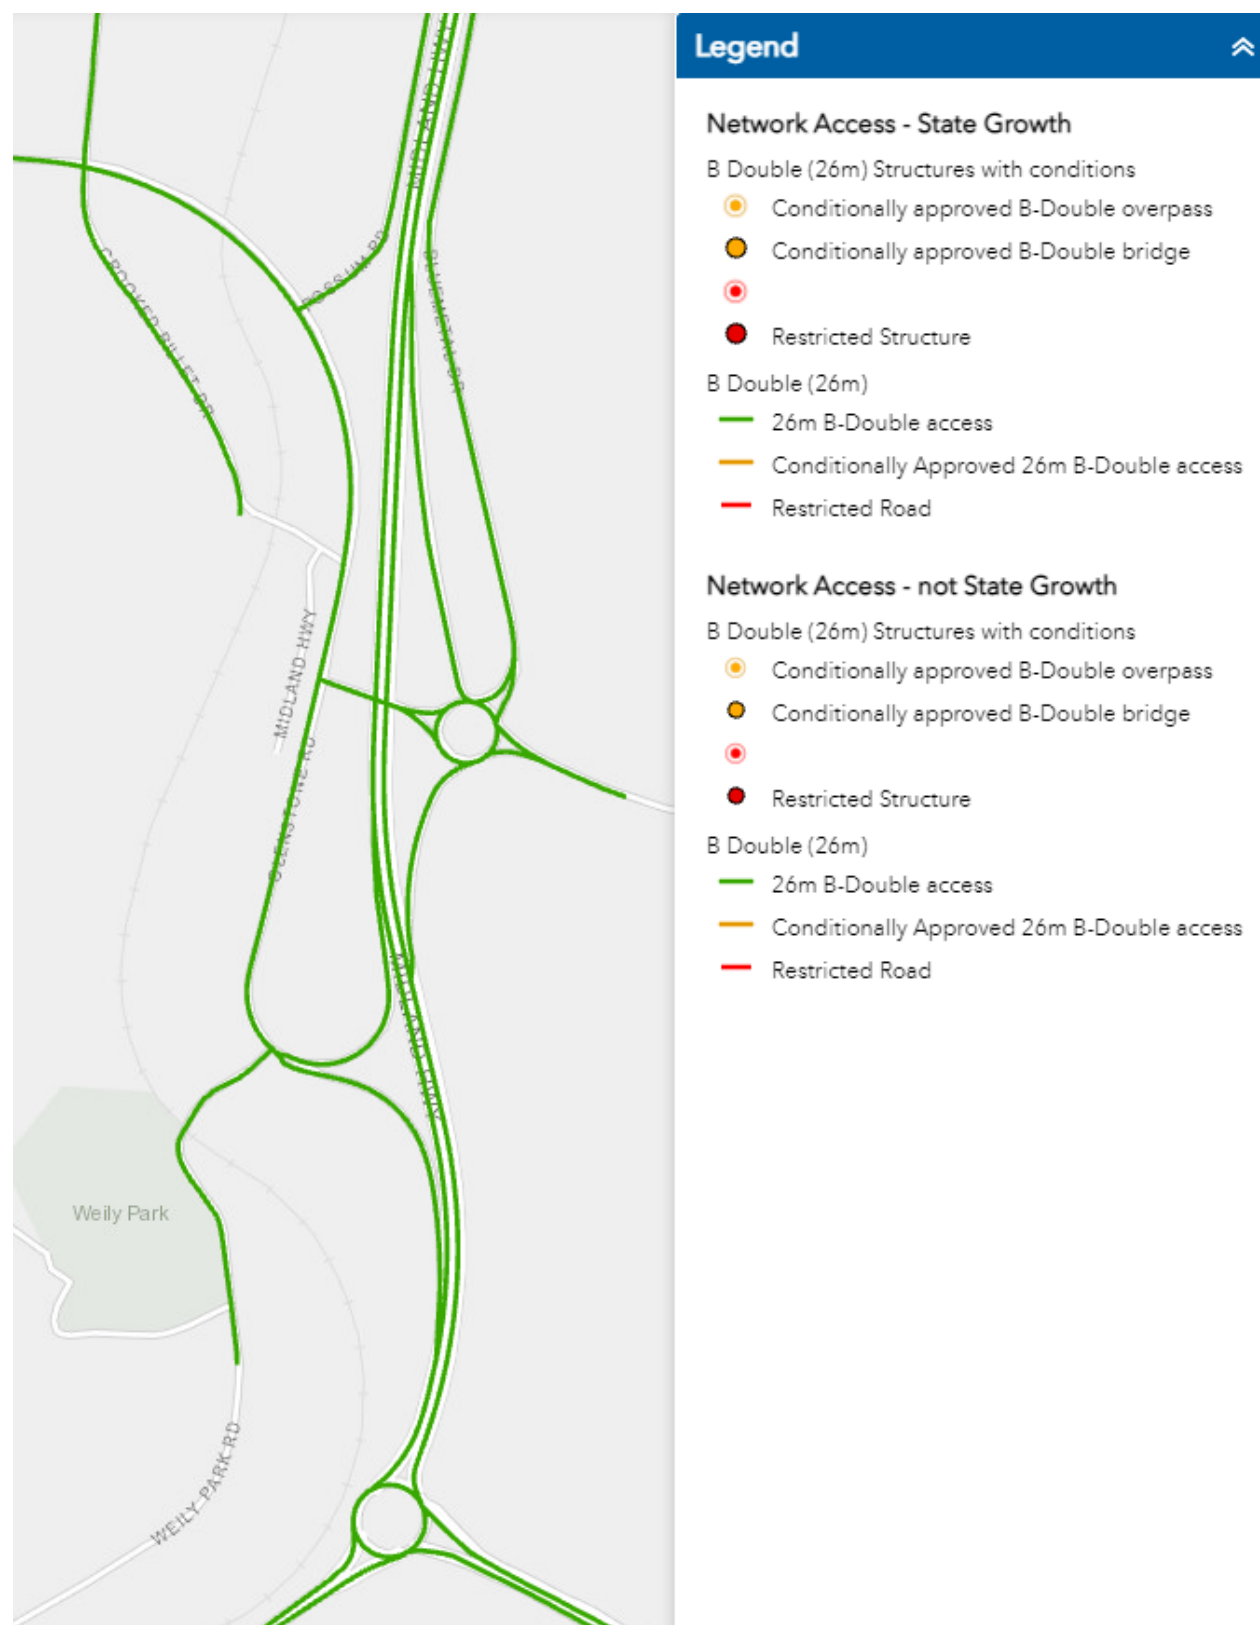 MIDLAND HWY
POSSUM RD
BLUEMETAL DR
CROOKED BILLET DR
MIDLAND HWY
GLENSTONE RD
MIDLAND HWY
Weily Park
WEILY PARK RD
Legend
Network Access - State Growth
B Double (26m) Structures with conditions
Conditionally approved B-Double overpass
Conditionally approved B-Double bridge
Restricted Structure
B Double (26m)
26m B-Double access
Conditionally Approved 26m B-Double access
Restricted Road
Network Access - not State Growth
B Double (26m) Structures with conditions
Conditionally approved B-Double overpass
Conditionally approved B-Double bridge
Restricted Structure
B Double (26m)
26m B-Double access
Conditionally Approved 26m B-Double access
Restricted Road